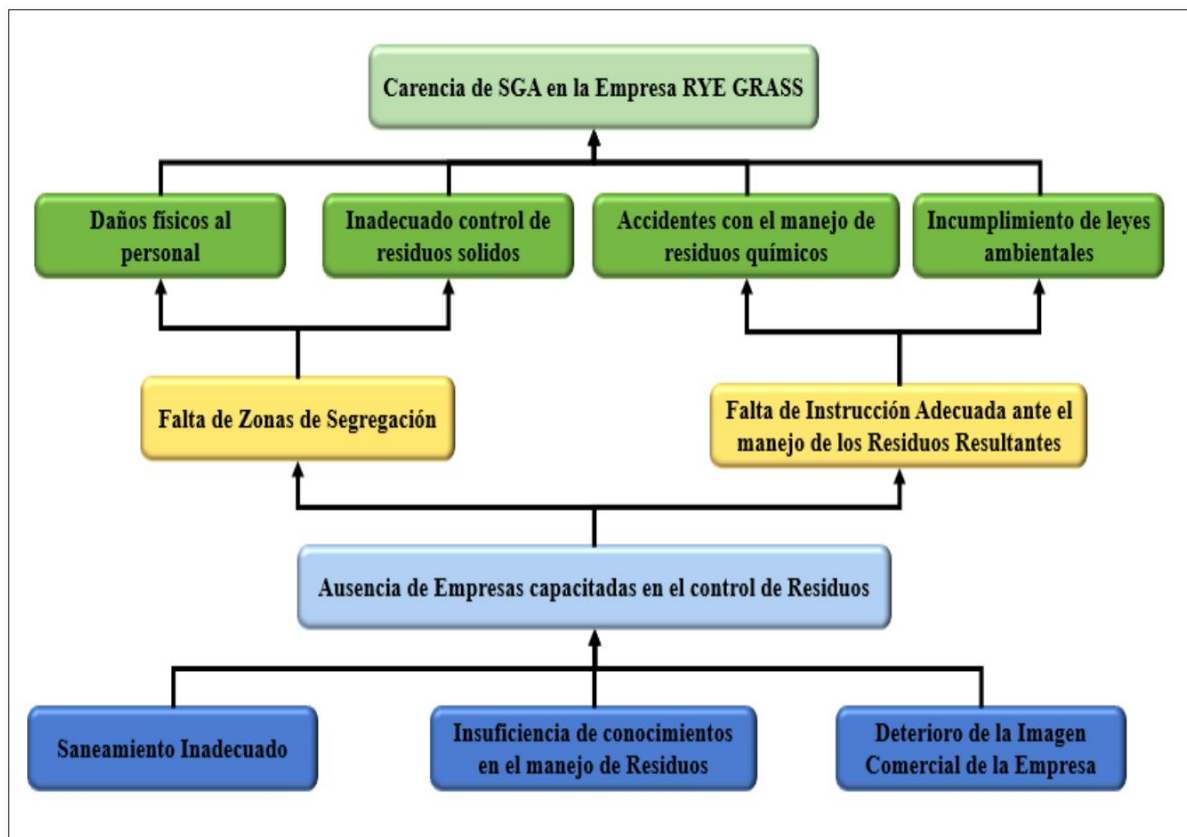 Carencia de SGA en la Empresa RYE GRASS
Daños físicos al
personal
Inadecuado control de
residuos solidos
Accidentes con el manejo de
residuos químicos
Incumplimiento de leyes
ambientales
Falta de Zonas de Segregación
Falta de Instrucción Adecuada ante el
manejo de los Residuos Resultantes
Ausencia de Empresas capacitadas en el control de Residuos
Saneamiento Inadecuado
Insuficiencia de conocimientos
en el manejo de Residuos
Deterioro de la Imagen
Comercial de la Empresa